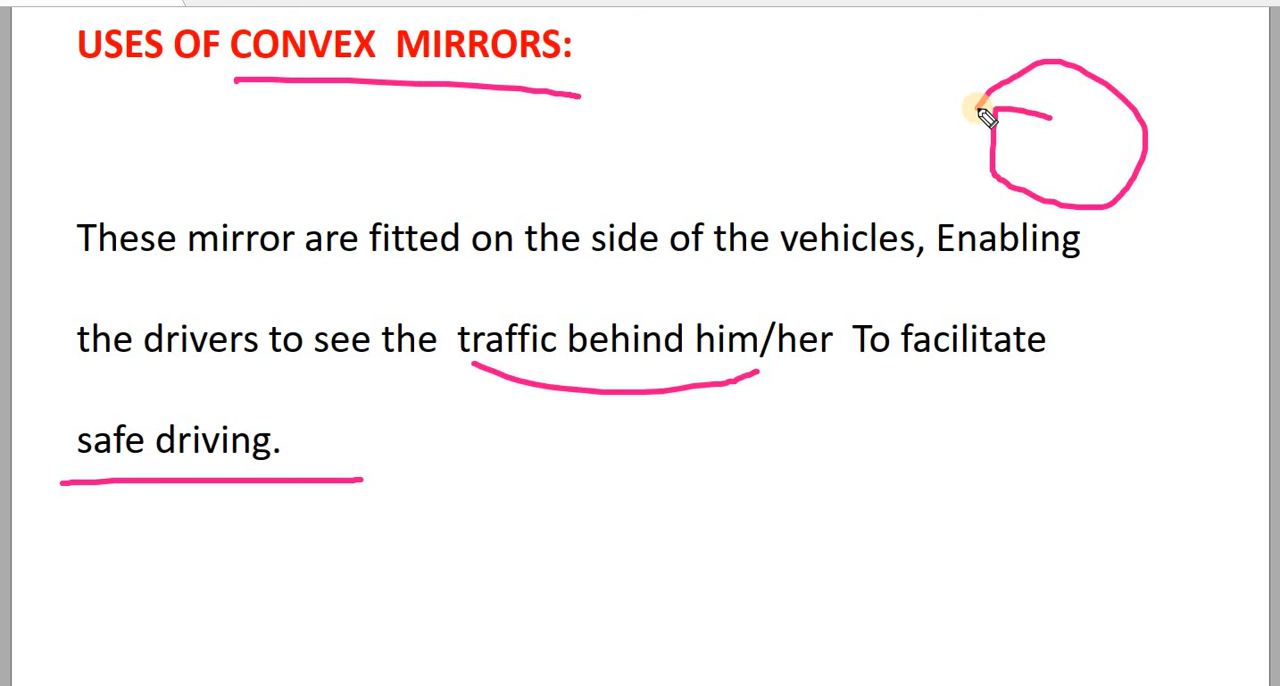 USES OF CONVEX MIRRORS:
These mirror are fitted on the side of the vehicles, Enabling
the drivers to see the traffic behind him/her To facilitate
safe driving.